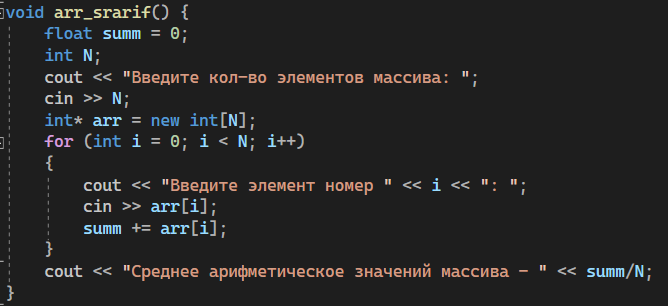 void arr_srarif() {
float summ = 0;
int N;
cout << "Введите кол-во элементов массива: ";
cin >> N;
int* arr = new int[N];
for (int i = 0; i < N; i++)
{
cout << "Введите элемент номер " << i << ": ";
cin >> arr[i];
summ += arr[i];
}
cout << "Среднее арифметическое значений массива - " << summ/N;
}